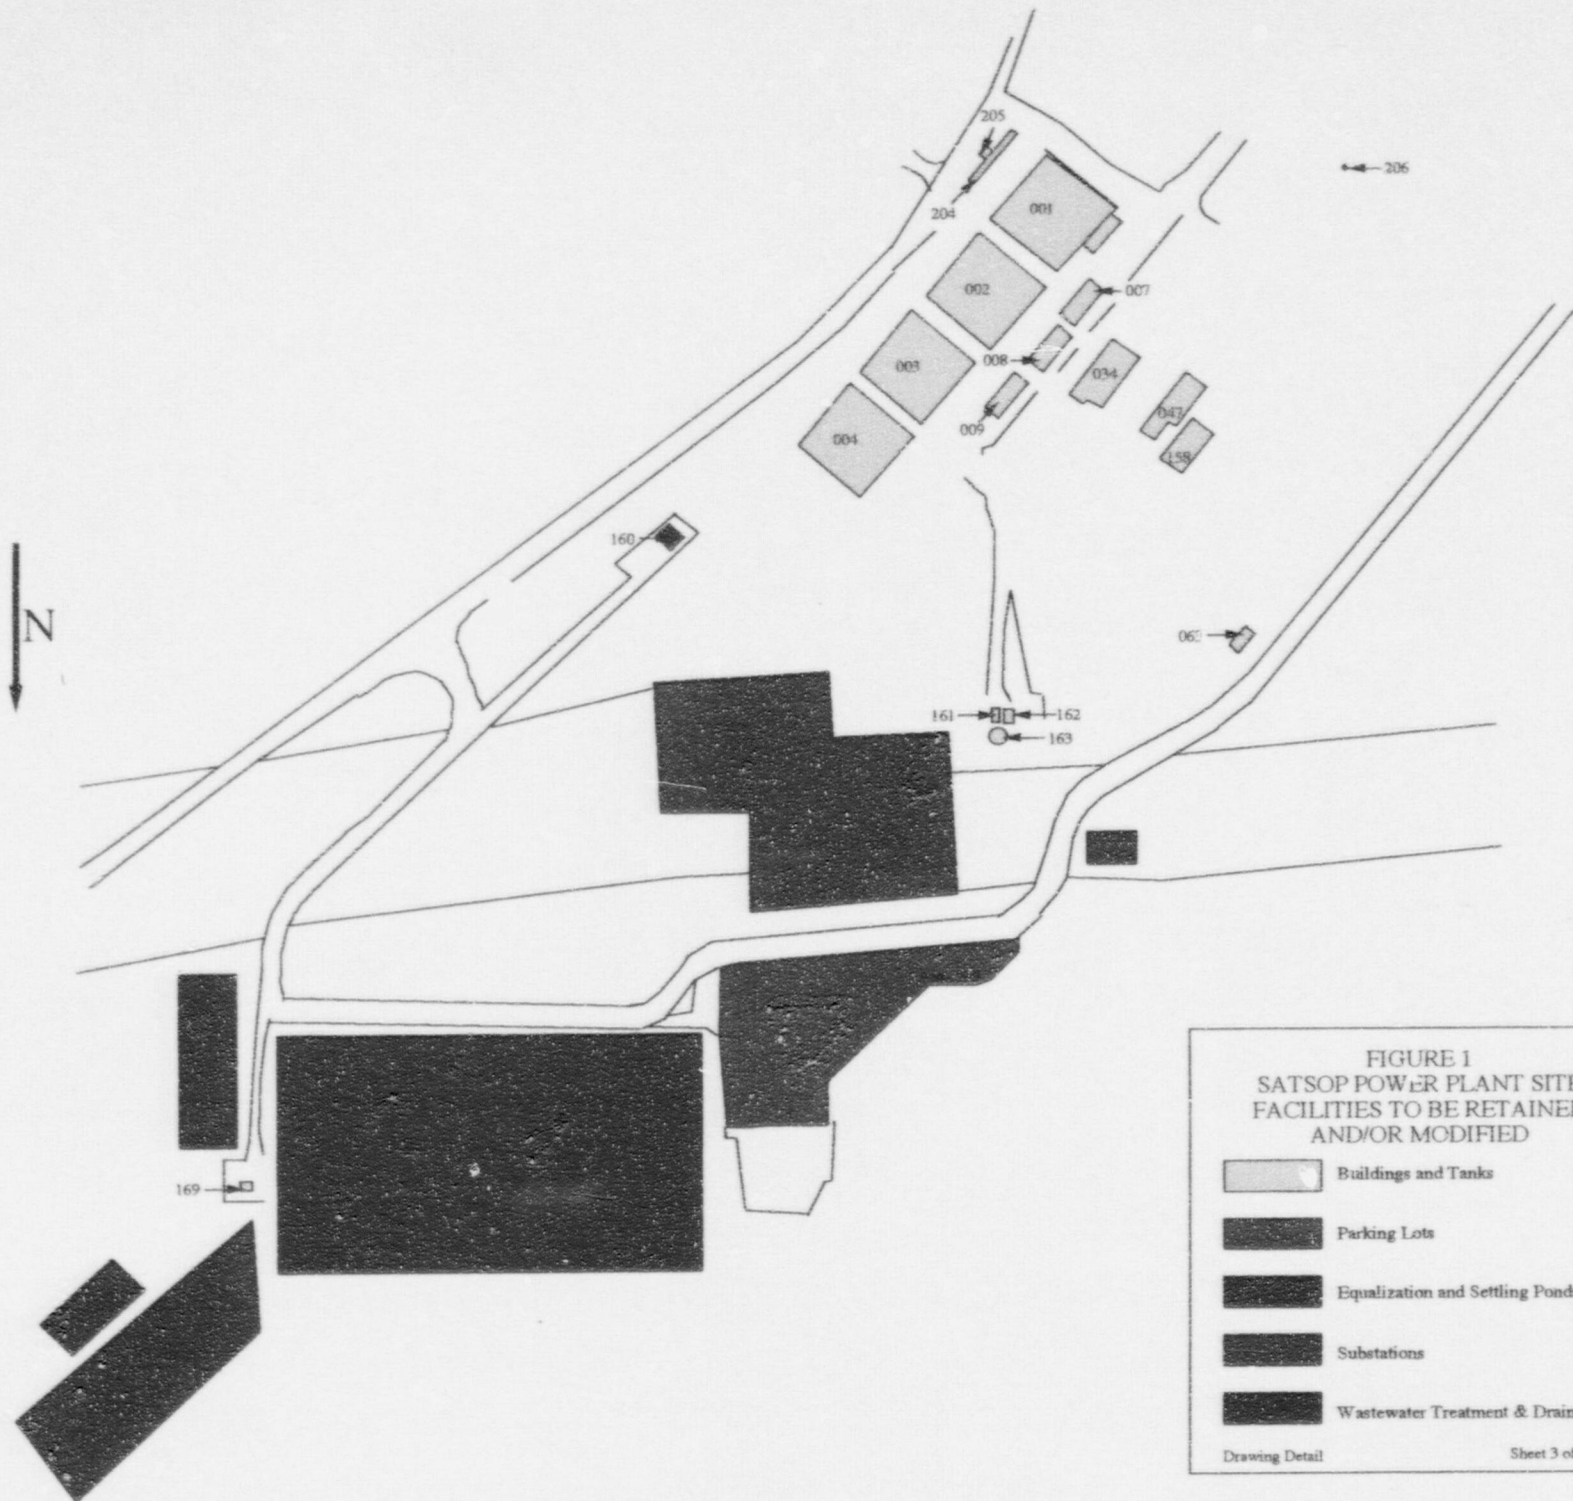 205
206
204
001
002
007
008
003
034
009
004
047
158
160
N
161
162
163
169
FIGURE 1
SATSOP POWER PLANT SITE
FACILITIES TO BE RETAINE
AND/OR MODIFIED
Buildings and Tanks
Parking Lots
Equalization and Settling Pond
Substations
Wastewater Treatment & Drain
Drawing Detail Sheet 3 of